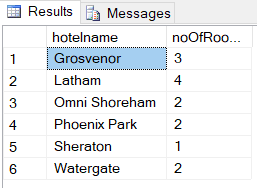 Results Messages
hotelname noOfRoo...
1 Grosvenor 3
2 Latham 4
3 Omni Shoreham 2
4 Phoenix Park 2
5 Sheraton 1
6 Watergate 2